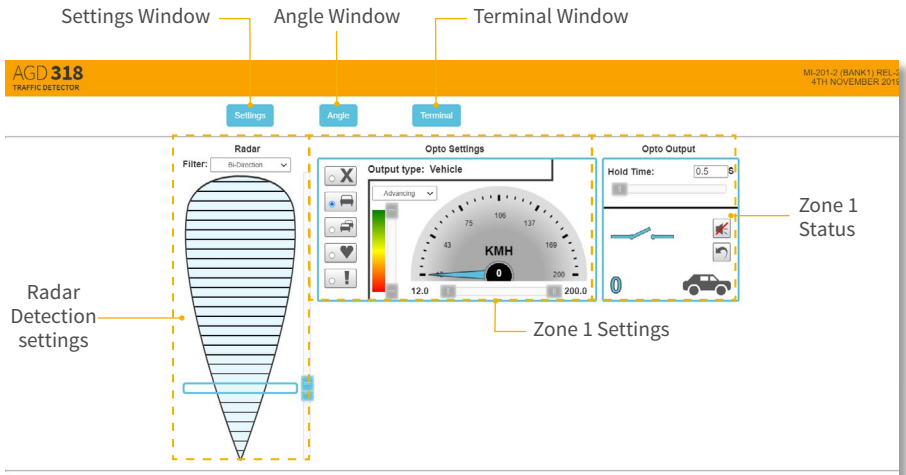 Settings Window
Angle Window
Terminal Window
AGD 318
TRAFFIC DETECTOR
MI-201-2 (BANK1) REL-
4TH NOVEMBER 2019
Settings
Angle
Terminal
Radar
Opto Settings
Opto Output
Filter:
Bi-Direction
X
Output type: Vehicle
Hold Time:
0.5
S
Advancing
43
75
106
137
169
200
KMH
0
12.0
200.0
!
0
Zone 1
Status
Radar
Detection
settings
Zone 1 Settings